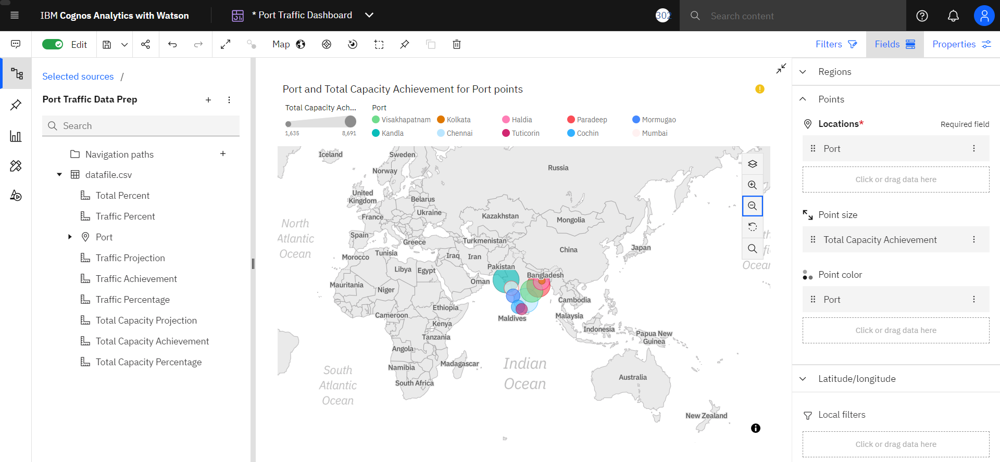 IBM Cognos Analytics with Watson
* Port Traffic Dashboard
302
Search content
Edit
Map
Filters
Fields
Properties
Selected sources /
Port Traffic Data Prep
Search
Navigation paths
datafile.csv
Total Percent
Traffic Percent
Port
Traffic Projection
Traffic Achievement
Traffic Percentage
Total Capacity Projection
Total Capacity Achievement
Total Capacity Percentage
Port and Total Capacity Achievement for Port points
Total Capacity Ach...
1,635
8,691
Port
Visakhapatnam
Kolkata
Haldia
Paradeep
Mormugao
Kandla
Chennai
Tuticorin
Cochin
Mumbai
Iceland
Sweden
Norway
Russia
United
Kingdom
Belarus
France
Ukraine
Kazakhstan
Mongolia
North
Atlantic
Ocean
Spain
Greece
Turkmenistan
China
Japan
Morocco
Tunisia
Iraq
Iran
Libya
Egypt
Pakistan
Bangladesh
Ocean
Oman
Mauritania
Niger
Cambodia
Ethiopia
Cameroon
Maldives
Malaysia
Kenya
Indonesia
Papua New
Guinea
Tanzania
Angola
Madagascar
Namibia
South Africa
South
Atlantic
Ocean
Indian
Ocean
Australia
New Zealand
Regions
Points
Locations*
Required field
Port
Click or drag data here
Point size
Total Capacity Achievement
Point color
Port
Click or drag data here
Latitude/longitude
Local filters
Click or drag data here